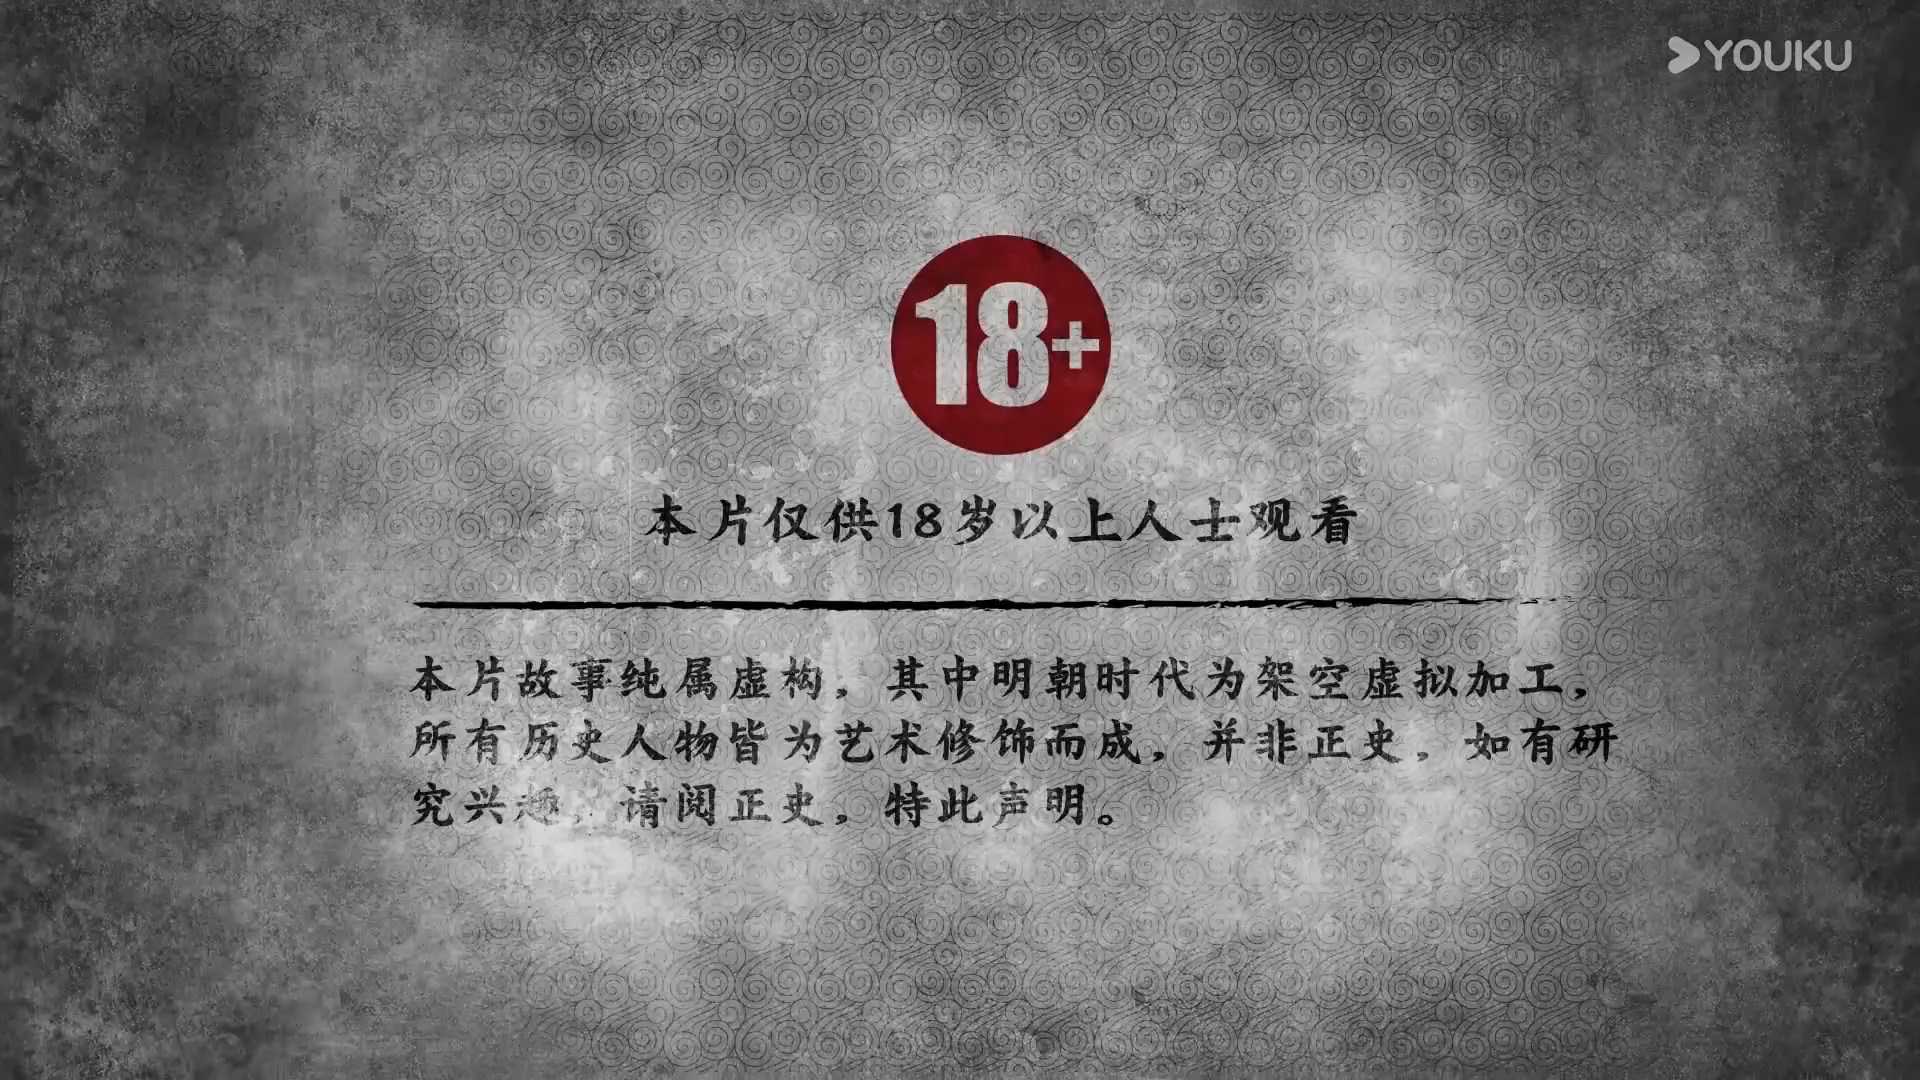 YOUKU
18+
本片仅供18岁以上人士观看
本片故事纯属虚构，其中明朝时代为架空虚拟加工，
所有历史人物皆为艺术修饰而成，并非正史，如有研
究兴趣，请阅正史，特此声明。